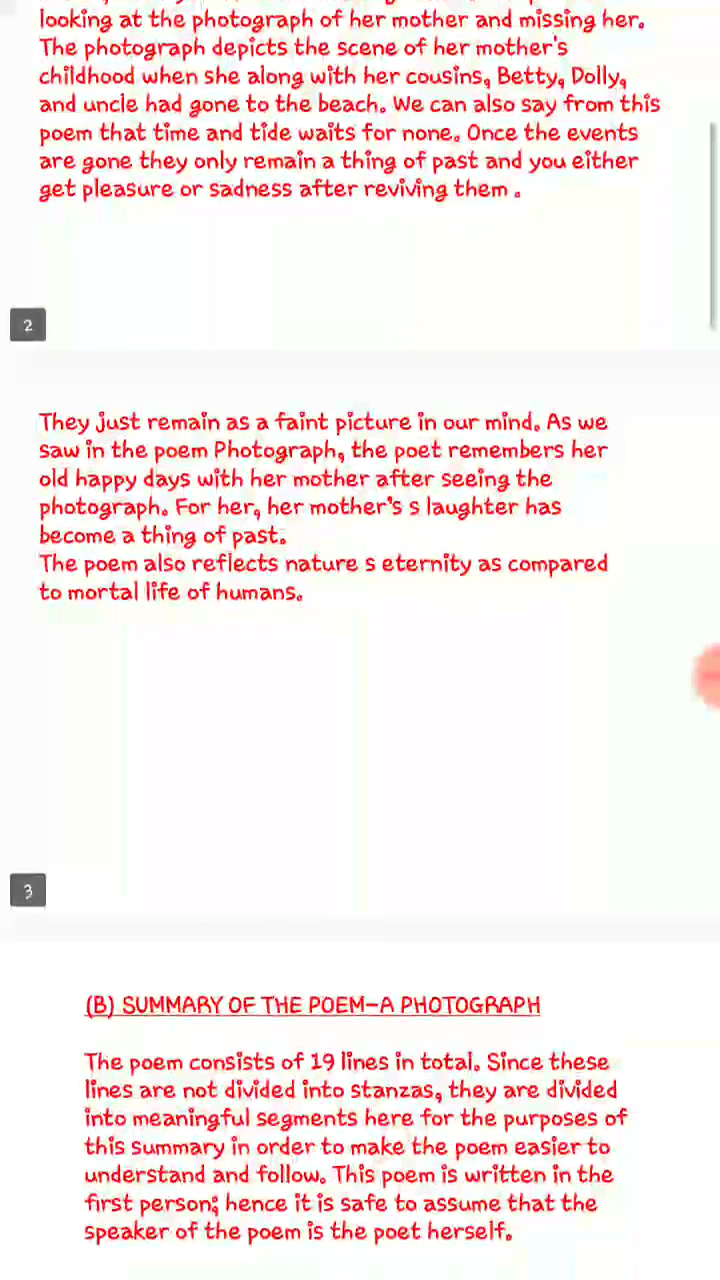 looking at the photograph of her mother and missing her.
The photograph depicts the scene of her mother's
childhood when she along with her cousins, Betty, Dolly,
and uncle had gone to the beach. We can also say from this
poem that time and tide waits for none. Once the events
are gone they only remain a thing of past and you either
get pleasure or sadness after reviving them .
2
They just remain as a faint picture in our mind. As we
saw in the poem Photograph, the poet remembers her
old happy days with her mother after seeing the
photograph. For her, her mother's s laughter has
become a thing of past.
The poem also reflects nature s eternity as compared
to mortal life of humans.
3
(B) SUMMARY OF THE POEM-A PHOTOGRAPH
The poem consists of 19 lines in total. Since these
lines are not divided into stanzas, they are divided
into meaningful segments here for the purposes of
this summary in order to make the poem easier to
understand and follow. This poem is written in the
first person; hence it is safe to assume that the
speaker of the poem is the poet herself.